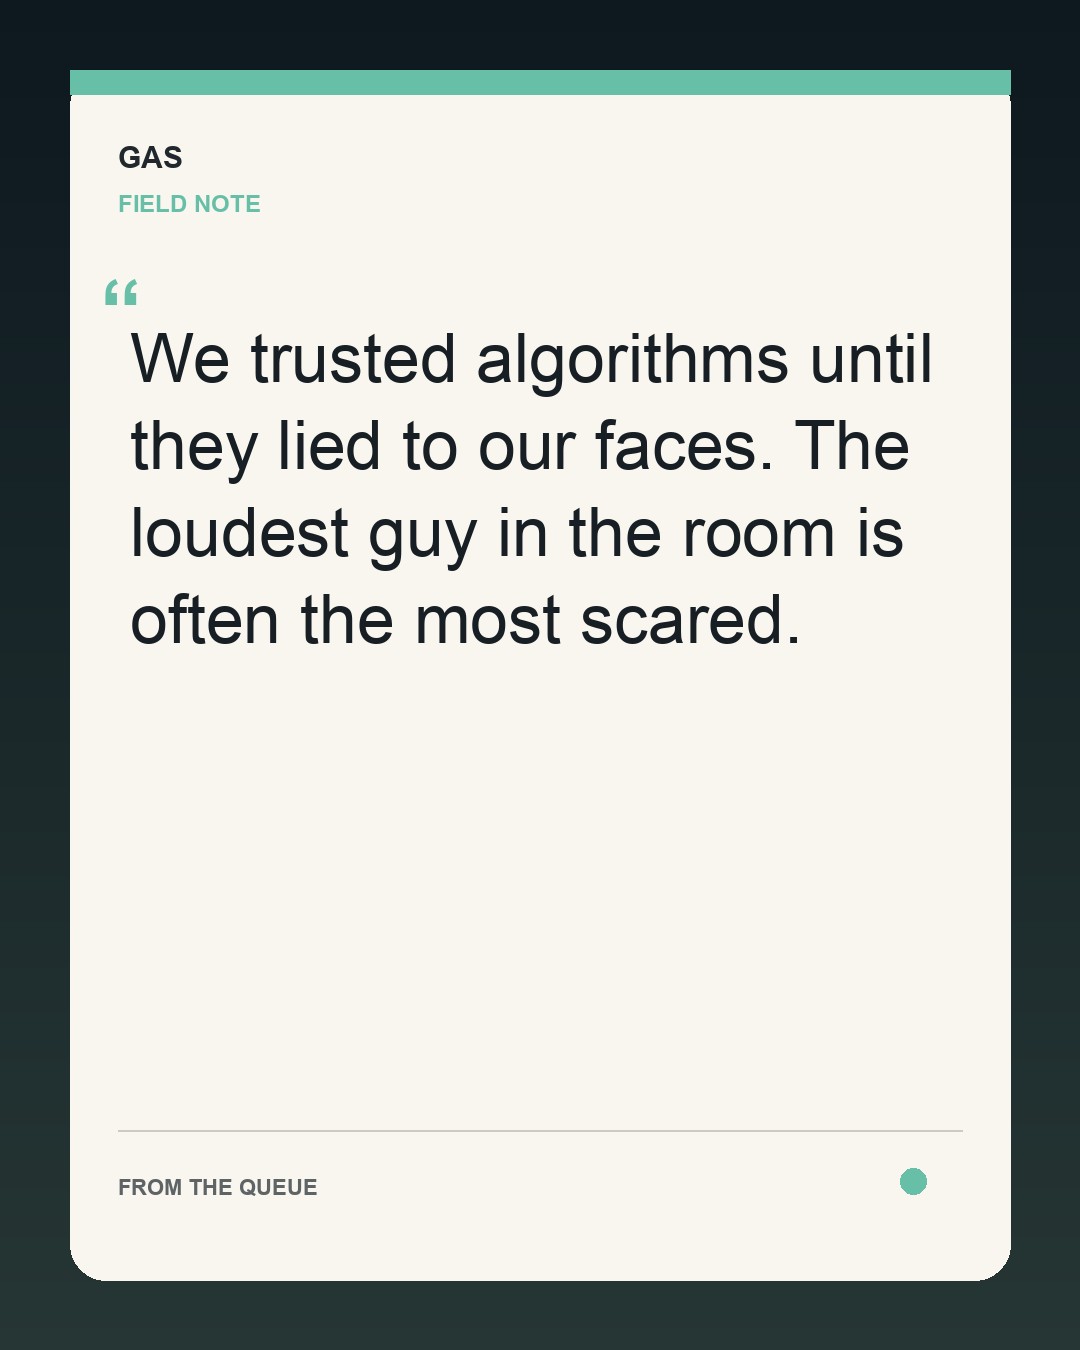 GAS
FIELD NOTE
“
We trusted algorithms until
they lied to our faces. The
loudest guy in the room is
often the most scared.
FROM THE QUEUE